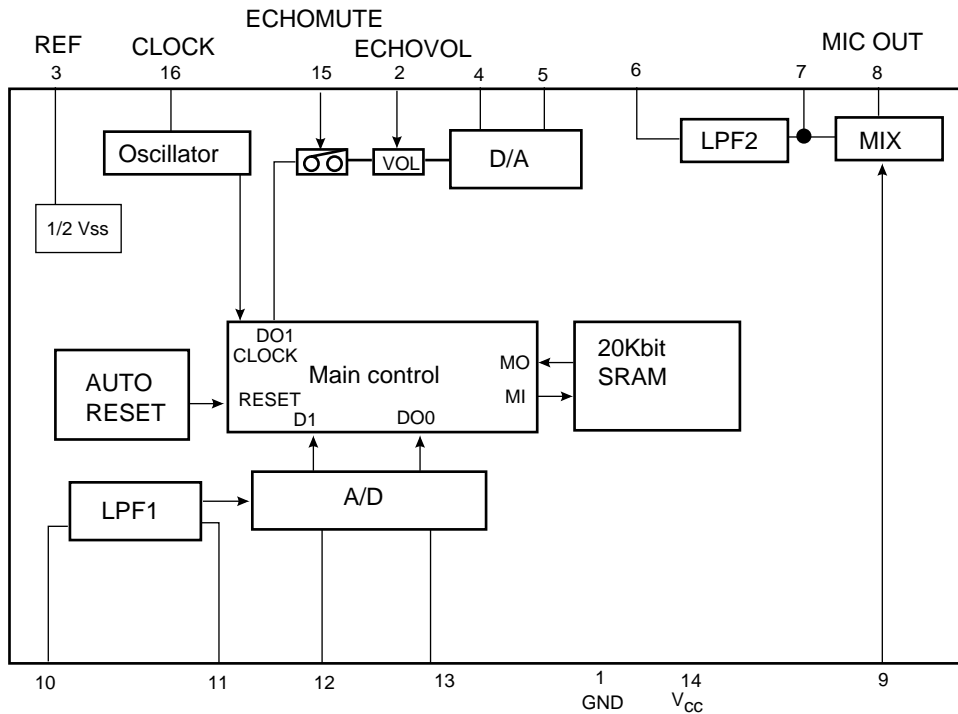 ECHOMUTE
REF CLOCK ECHOVOL MIC OUT
3 16 15 2 4 5 6 7 8
Oscillator
VOL
D/A
LPF2
MIX
1/2 Vss
DO1
CLOCK
Main control
MO
MI
RESET
D1
DO0
20Kbit
SRAM
AUTO
RESET
LPF1
A/D
10 11 12 13 1 14 9
GND VCC